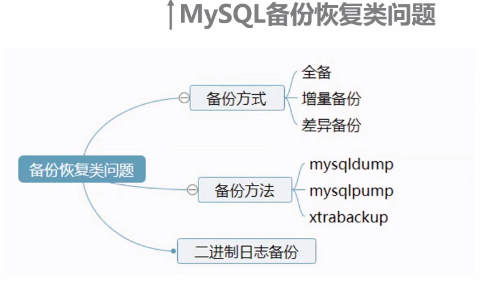 MySQL备份恢复类问题
全备
备份方式
增量备份
差异备份
备份恢复类问题
mysqldump
备份方法
mysqlpump
xtrabackup
二进制日志备份